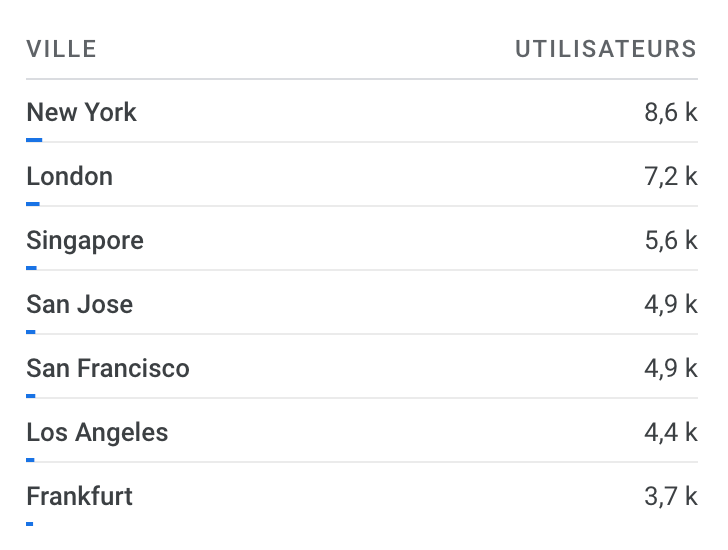 VILLE UTILISATEURS
New York 8,6 k
London 7,2 k
Singapore 5,6 k
San Jose 4,9 k
San Francisco 4,9 k
Los Angeles 4,4 k
Frankfurt 3,7 k